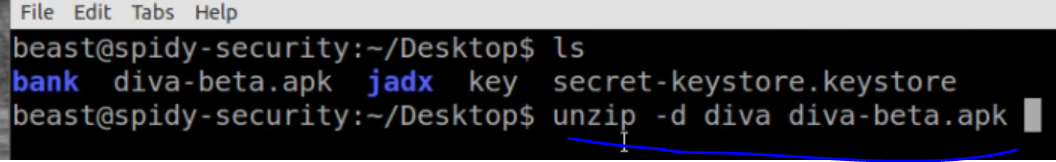 File Edit Tabs Help
beast@spidy-security:~/Desktop$ ls
bank diva-beta.apk jadx key secret-keystore.keystore
beast@spidy-security:~/Desktop$ unzip -d diva diva-beta.apk